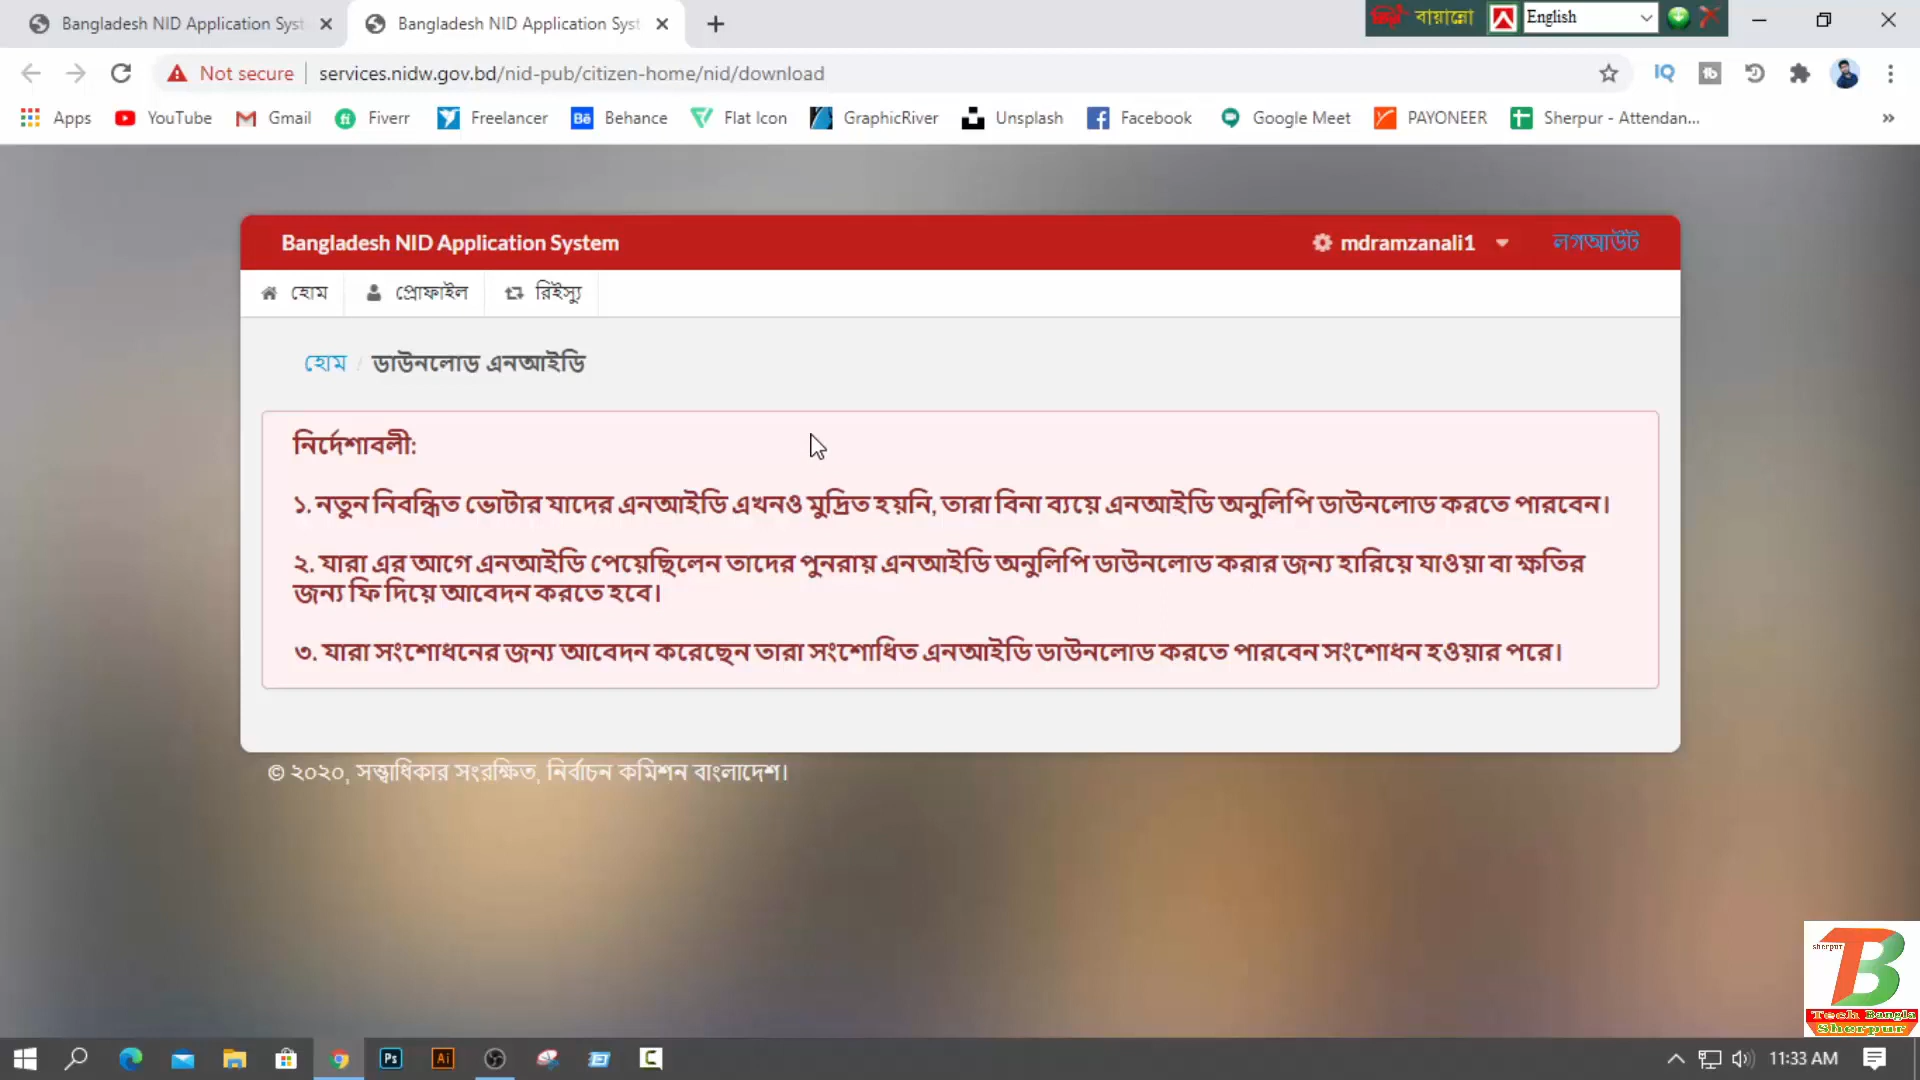 Bangladesh NID Application Syst
Bangladesh NID Application Syst
বায়ান্নো
English
Not secure
services.nidw.gov.bd/nid-pub/citizen-home/nid/download
Apps
YouTube
Gmail
Fiverr
Freelancer
Behance
Flat Icon
GraphicRiver
Unsplash
Facebook
Google Meet
PAYONEER
Sherpur - Attendan...
Bangladesh NID Application System
mdramzanali1
লগআউট
হোম
প্রোফাইল
রিইস্যু
হোম / ডাউনলোড এনআইডি
নির্দেশাবলী:
১. নতুন নিবন্ধিত ভোটার যাদের এনআইডি এখনও মুদ্রিত হয়নি, তারা বিনা ব্যয়ে এনআইডি অনুলিপি ডাউনলোড করতে পারবেন।
২. যারা এর আগে এনআইডি পেয়েছিলেন তাদের পুনরায় এনআইডি অনুলিপি ডাউনলোড করার জন্য হারিয়ে যাওয়া বা ক্ষতির
জন্য ফি দিয়ে আবেদন করতে হবে।
৩. যারা সংশোধনের জন্য আবেদন করেছেন তারা সংশোধিত এনআইডি ডাউনলোড করতে পারবেন সংশোধন হওয়ার পরে।
© ২০২০, সত্ত্বাধিকার সংরক্ষিত, নির্বাচন কমিশন বাংলাদেশ।
sherpur
TB
Tech Bangla
Sherpur
11:33 AM